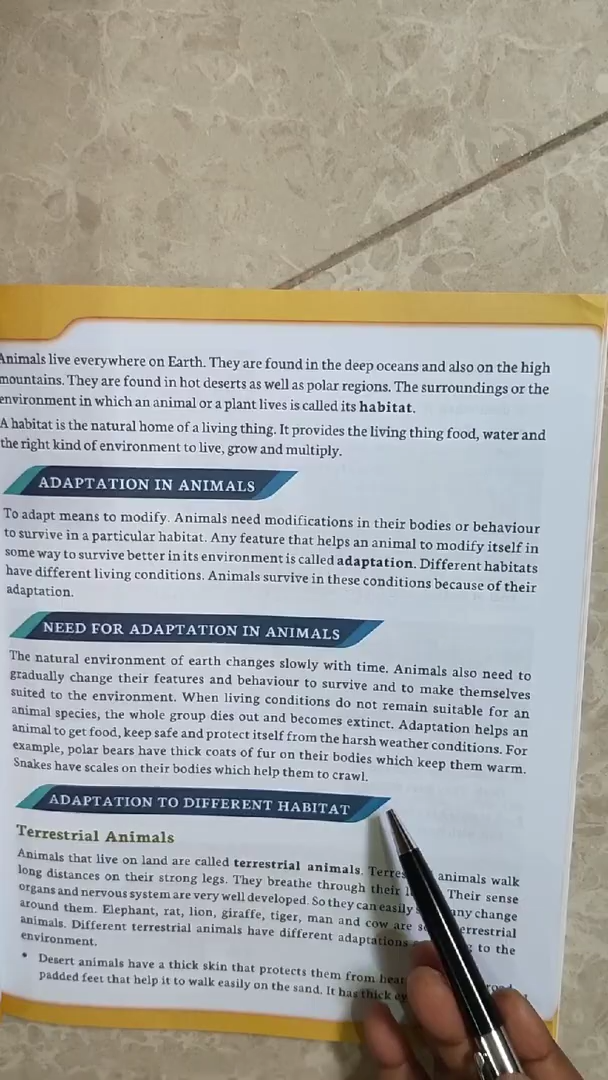 Animals live everywhere on Earth. They are found in the deep oceans and also on the high
mountains. They are found in hot deserts as well as polar regions. The surroundings or the
environment in which an animal or a plant lives is called its habitat.
A habitat is the natural home of a living thing. It provides the living thing food, water and
the right kind of environment to live, grow and multiply.
ADAPTATION IN ANIMALS
To adapt means to modify. Animals need modifications in their bodies or behaviour
to survive in a particular habitat. Any feature that helps an animal to modify itself in
some way to survive better in its environment is called adaptation. Different habitats
have different living conditions. Animals survive in these conditions because of their
adaptation.
NEED FOR ADAPTATION IN ANIMALS
The natural environment of earth changes slowly with time. Animals also need to
gradually change their features and behaviour to survive and to make themselves
suited to the environment. When living conditions do not remain suitable for an
animal species, the whole group dies out and becomes extinct. Adaptation helps an
animal to get food, keep safe and protect itself from the harsh weather conditions. For
example, polar bears have thick coats of fur on their bodies which keep them warm.
Snakes have scales on their bodies which help them to crawl.
ADAPTATION TO DIFFERENT HABITAT
Terrestrial Animals
Animals that live on land are called terrestrial animals. animals walk
long distances on their strong legs. They breathe through their Their sense
organs and nervous system are very well developed. So they can easily any change
around them. Elephant, rat, lion, giraffe, tiger, man and cow are
animals. Different terrestrial animals have different adaptations to the
environment.
• Desert animals have a thick skin that protects them from
padded feet that help it to walk easily on the sand. It has thick